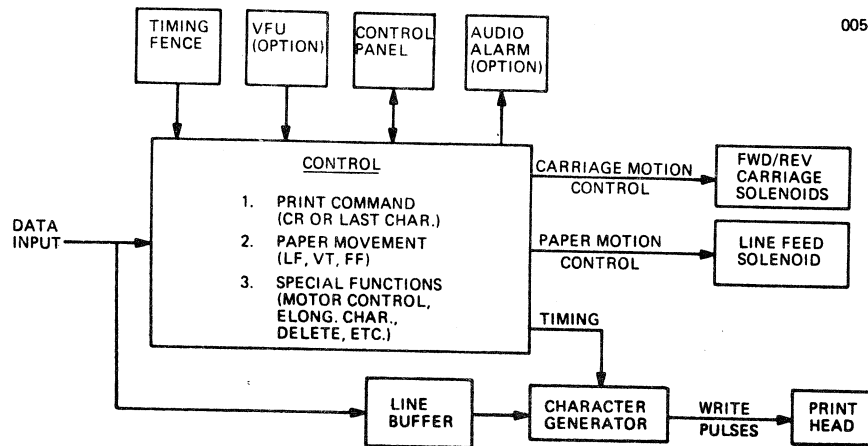 005
TIMING
FENCE
VFU
(OPTION)
CONTROL
PANEL
AUDIO
ALARM
(OPTION)
CONTROL
1. PRINT COMMAND
(CR OR LAST CHAR.)
2. PAPER MOVEMENT
(LF, VT, FF)
3. SPECIAL FUNCTIONS
(MOTOR CONTROL,
ELONG. CHAR.,
DELETE, ETC.)
DATA
INPUT
CARRIAGE MOTION
CONTROL
FWD/REV
CARRIAGE
SOLENOIDS
PAPER MOTION
CONTROL
LINE FEED
SOLENOID
TIMING
LINE
BUFFER
CHARACTER
GENERATOR
WRITE
PULSES
PRINT
HEAD